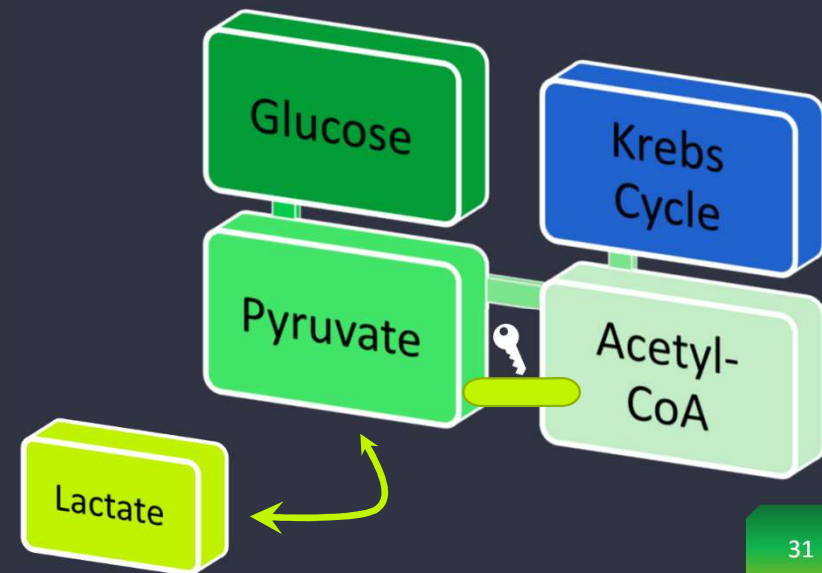 Glucose
Pyruvate
Lactate
Krebs
Cycle
Acetyl-
CoA
31